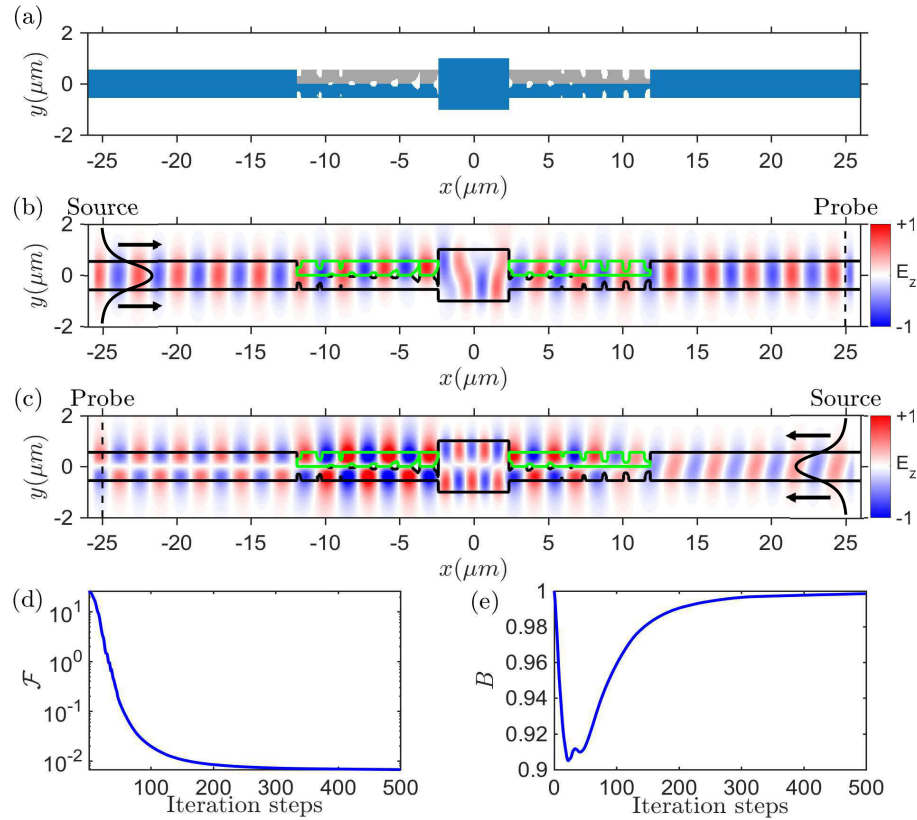 (a)
2
0
-2
y(μm)
-25 -20 -15 -10 -5 0 5 10 15 20 25
x(μm)
(b) Source Probe
2
0
-2
y(μm)
+1
E_z
-1
-25 -20 -15 -10 -5 0 5 10 15 20 25
x(μm)
(c) Probe Source
2
0
-2
y(μm)
+1
E_z
-1
-25 -20 -15 -10 -5 0 5 10 15 20 25
x(μm)
(d)
10^1
10^0
10^-1
10^-2
ℱ
100 200 300 400 500
Iteration steps
(e)
1
0.98
0.96
0.94
0.92
0.9
B
0 100 200 300 400 500
Iteration steps